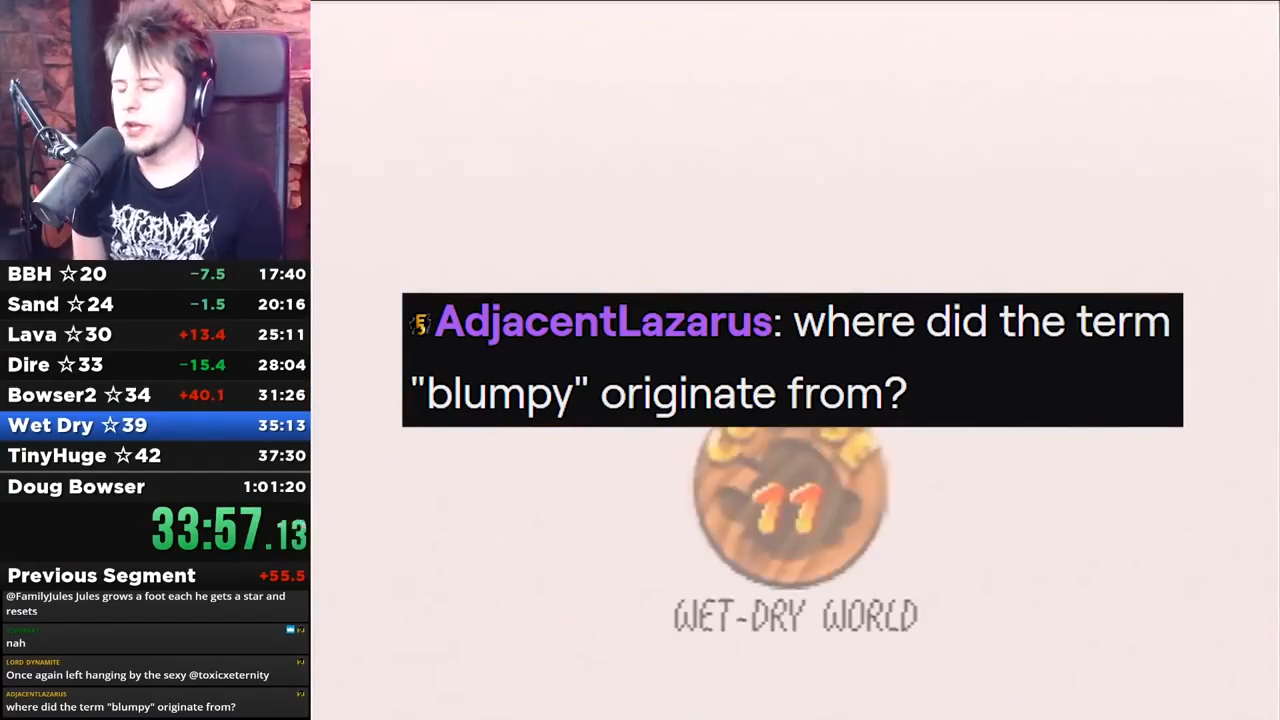 BBH ☆20 −7.5 17:40
Sand ☆24 −1.5 20:16
Lava ☆30 +13.4 25:11
Dire ☆33 −15.4 28:04
Bowser2 ☆34 +40.1 31:26
Wet Dry ☆39 35:13
TinyHuge ☆42 37:30
Doug Bowser 1:01:20
33:57.13
Previous Segment +55.5
@FamilyJules Jules grows a foot each he gets a star and
resets
nah
LORD DYNAMITE
Once again left hanging by the sexy @toxicxeternity
ADJACENTLAZARUS
where did the term "blumpy" originate from?
AdjacentLazarus: where did the term
"blumpy" originate from?
11
WET-DRY WORLD